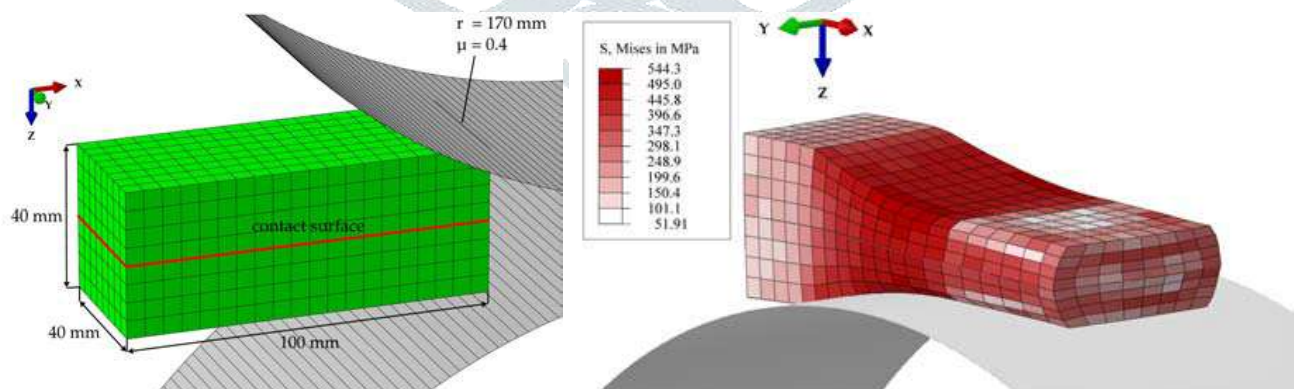 r = 170 mm
μ = 0.4
X
Y
Z
40 mm
contact surface
40 mm
100 mm
S, Mises in MPa
544.3
495.0
445.8
396.6
347.3
298.1
248.9
199.6
150.4
101.1
51.91
Y
X
Z